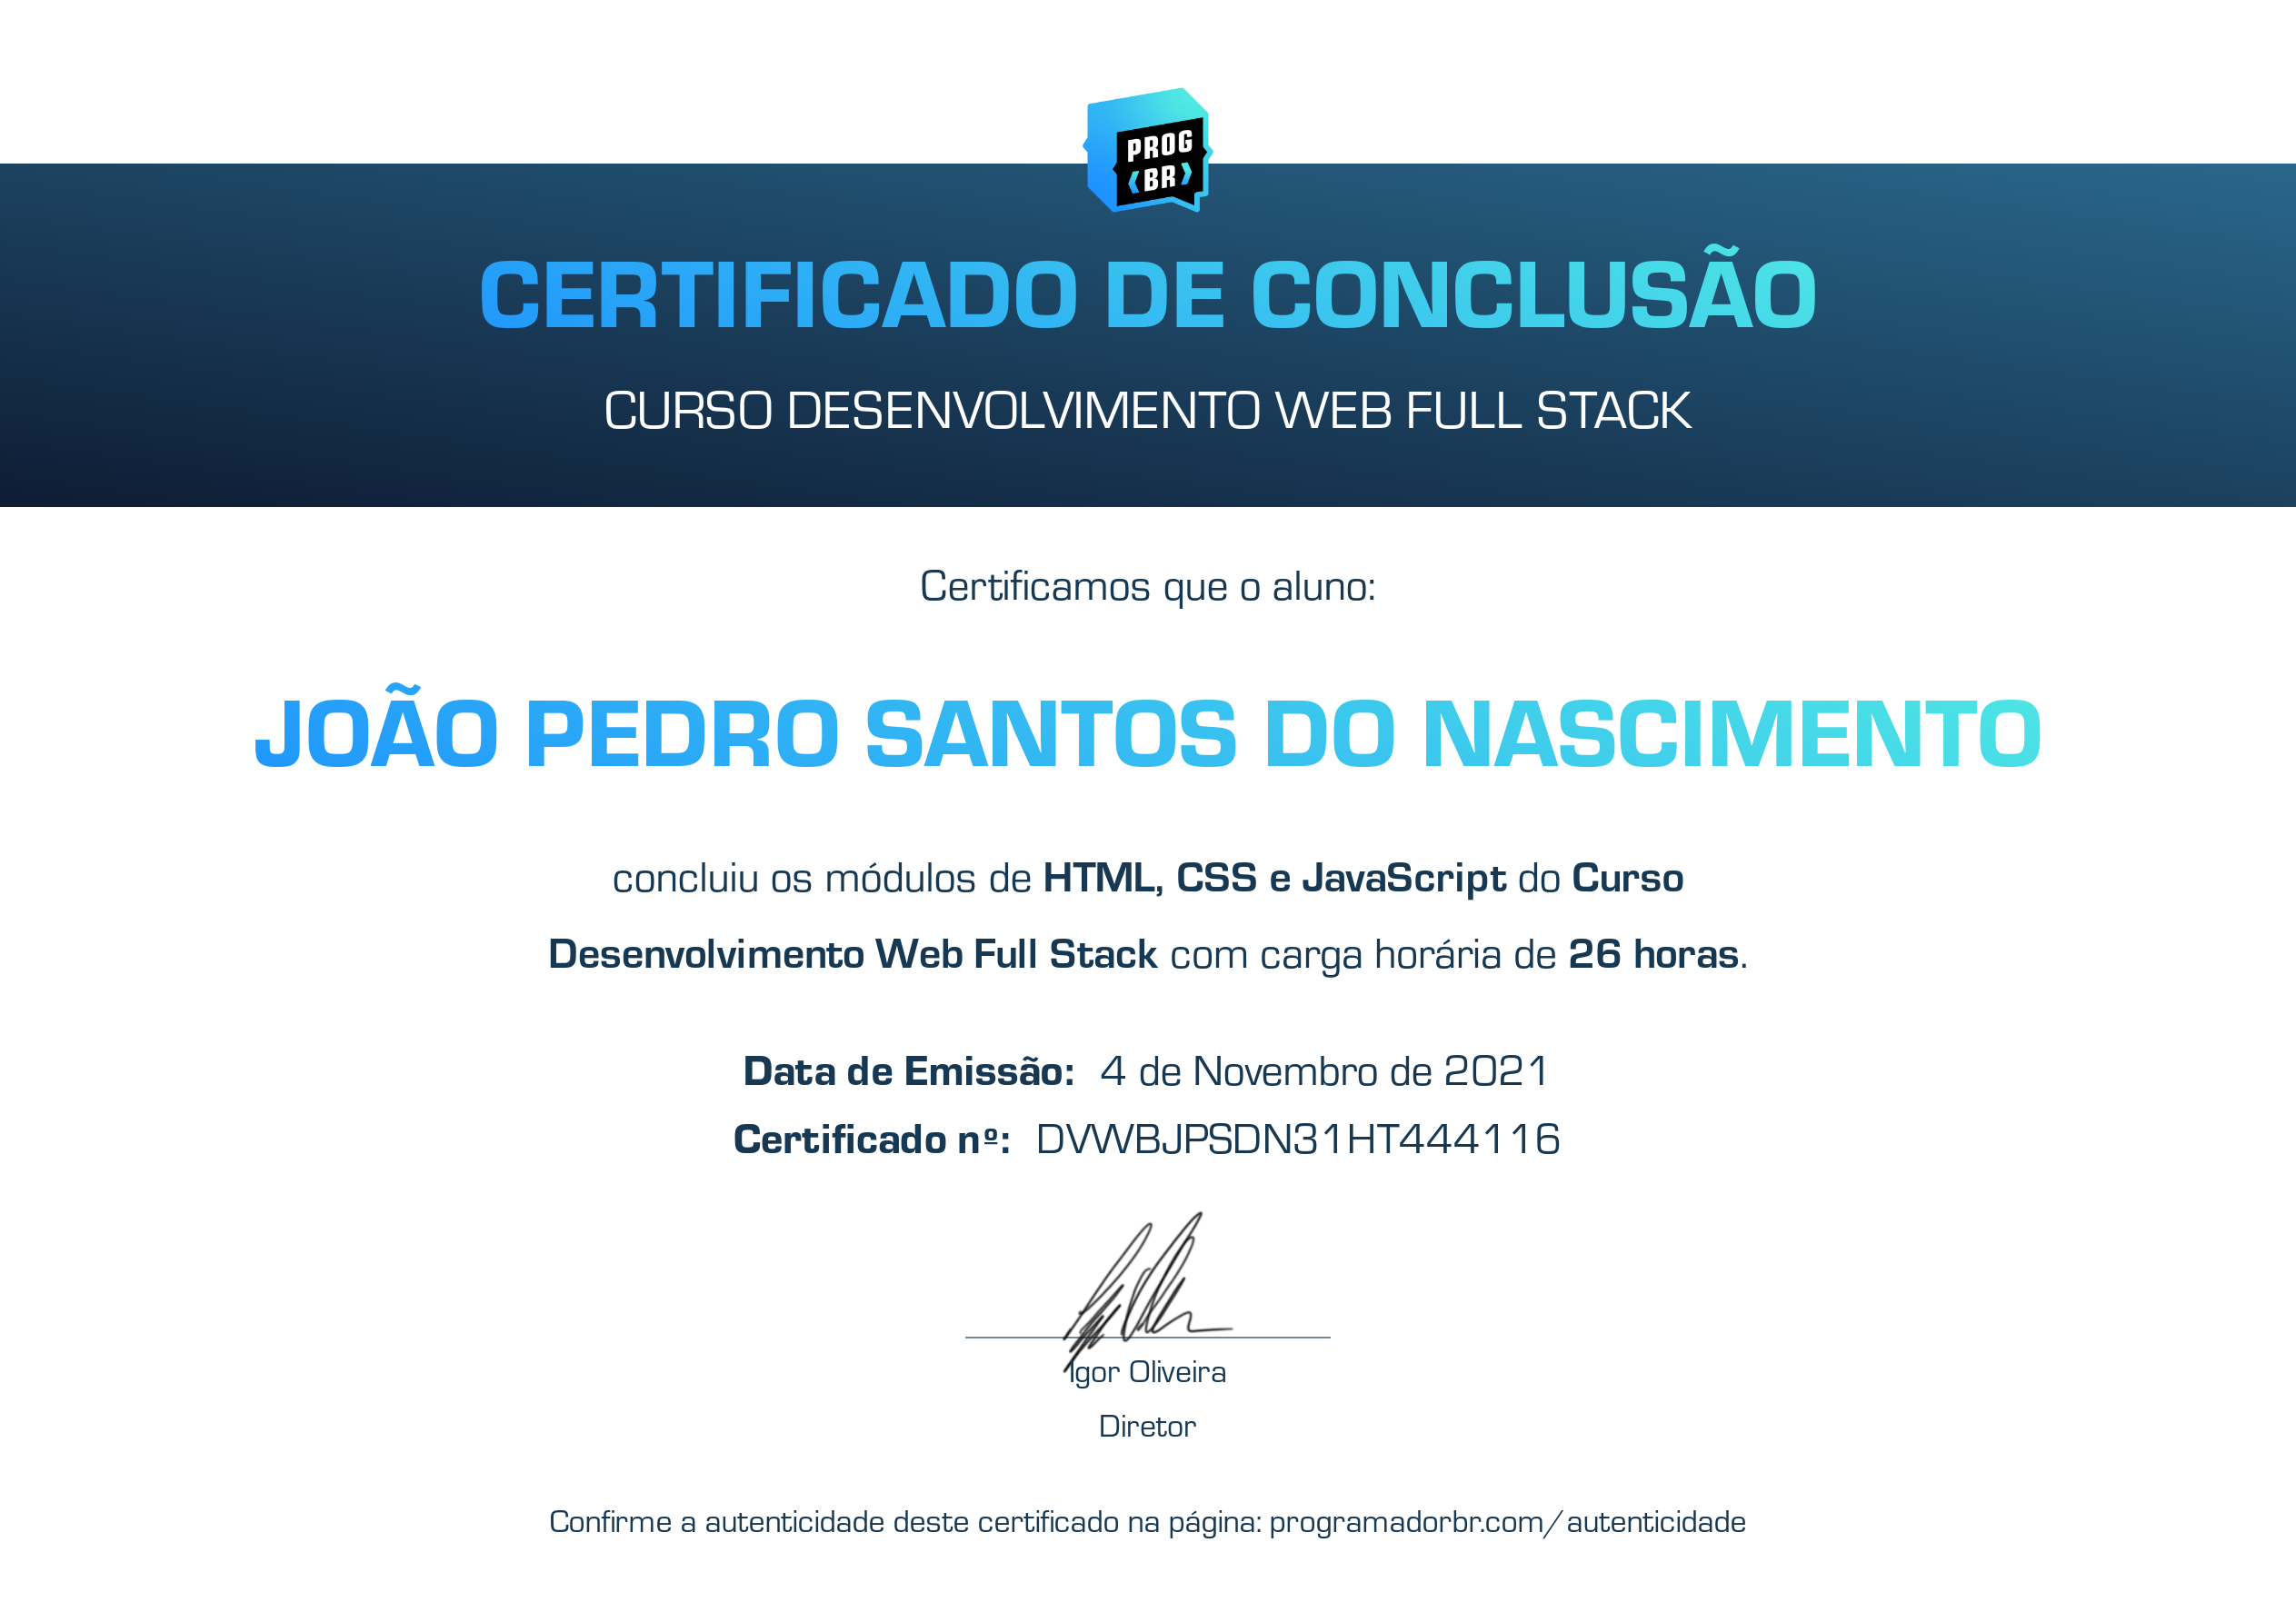 PROG
BR
CERTIFICADO DE CONCLUSÃO
CURSO DESENVOLVIMENTO WEB FULL STACK
Certificamos que o aluno:
JOÃO PEDRO SANTOS DO NASCIMENTO
concluiu os módulos de HTML, CSS e JavaScript do Curso
Desenvolvimento Web Full Stack com carga horária de 26 horas.
Data de Emissão: 4 de Novembro de 2021
Certificado nº: DVWBJPSDN31HT444116
Igor Oliveira
Diretor
Confirme a autenticidade deste certificado na página: programadorbr.com/autenticidade